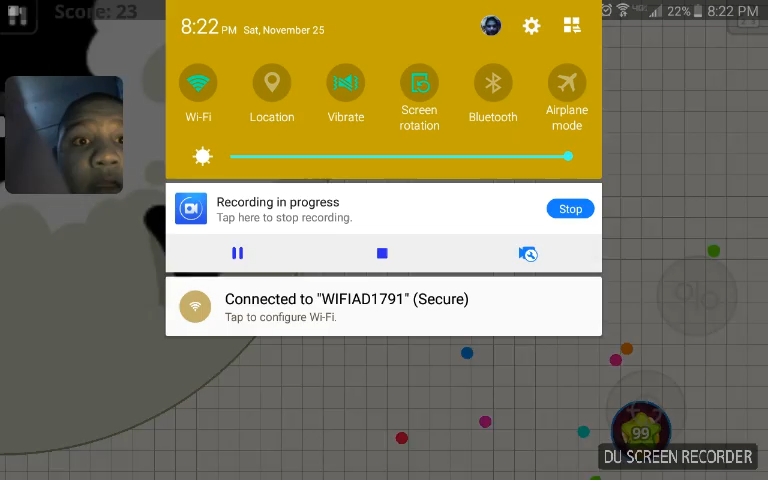 Score: 23
8:22 PM Sat, November 25
22% 8:22 PM
Wi-Fi
Location
Vibrate
Screen
rotation
Bluetooth
Airplane
mode
Recording in progress
Tap here to stop recording.
Stop
Connected to "WIFIAD1791" (Secure)
Tap to configure Wi-Fi.
99
DU SCREEN RECORDER